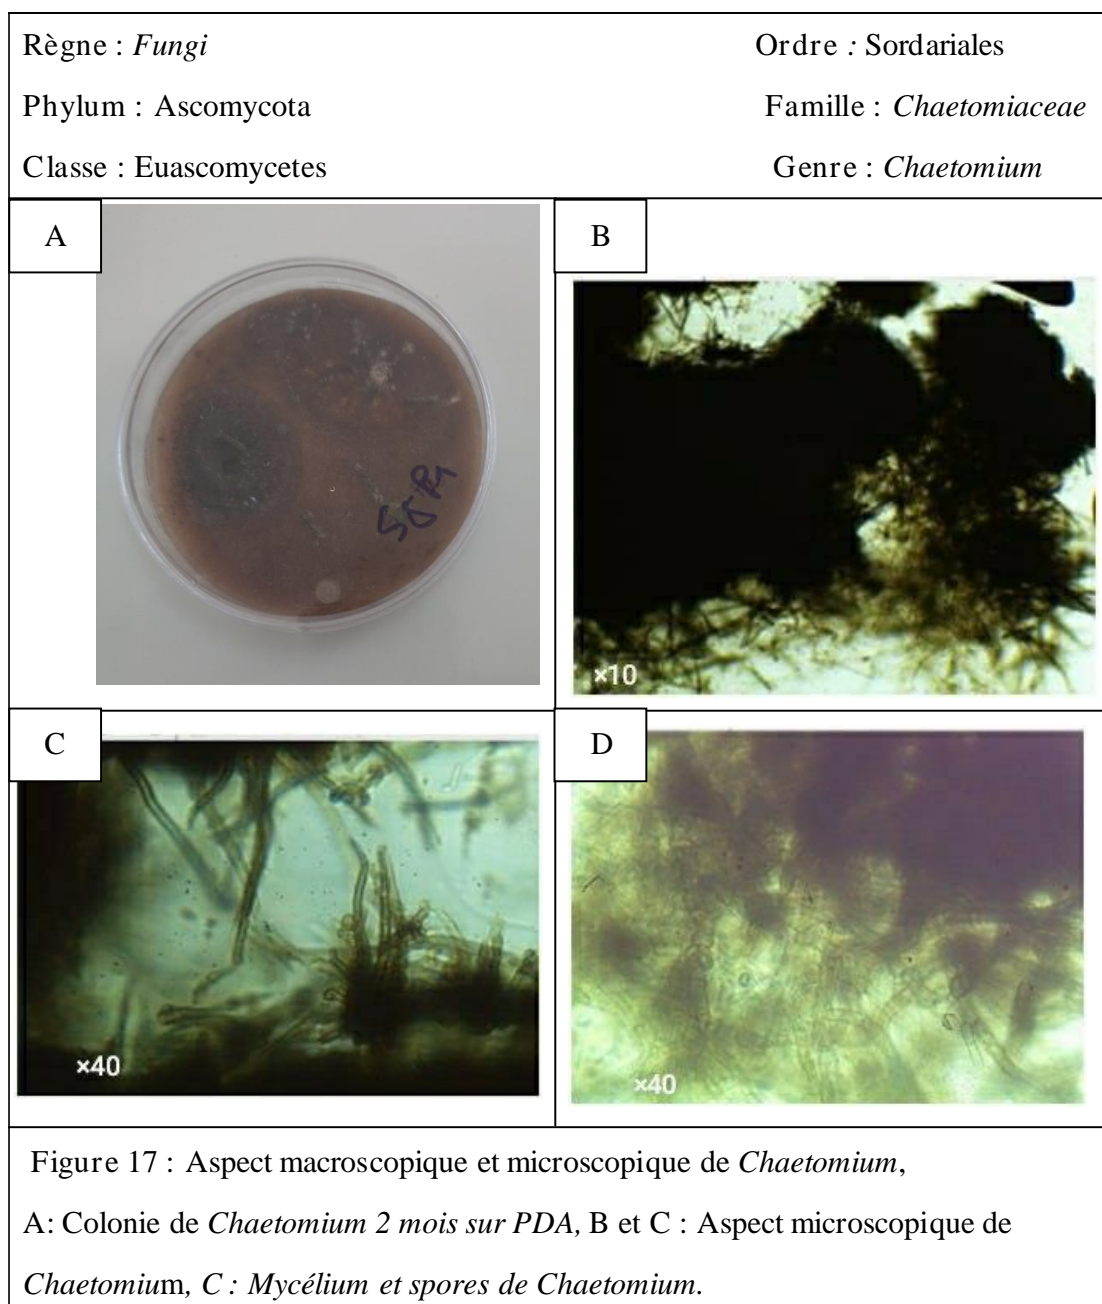 Règne : Fungi Ordre : Sordariales
Phylum : Ascomycota Famille : Chaetomiaceae
Classe : Euascomycetes Genre : Chaetomium
A
B
×10
C
×40
D
×40
Figure 17 : Aspect macroscopique et microscopique de Chaetomium,
A: Colonie de Chaetomium 2 mois sur PDA, B et C : Aspect microscopique de
Chaetomium, C : Mycélium et spores de Chaetomium.